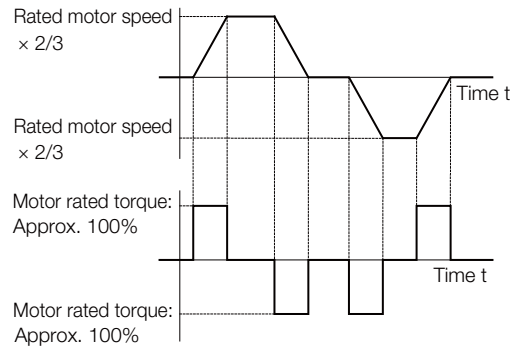 Rated motor speed
× 2/3
Time t
Rated motor speed
× 2/3
Motor rated torque:
Approx. 100%
Time t
Motor rated torque:
Approx. 100%